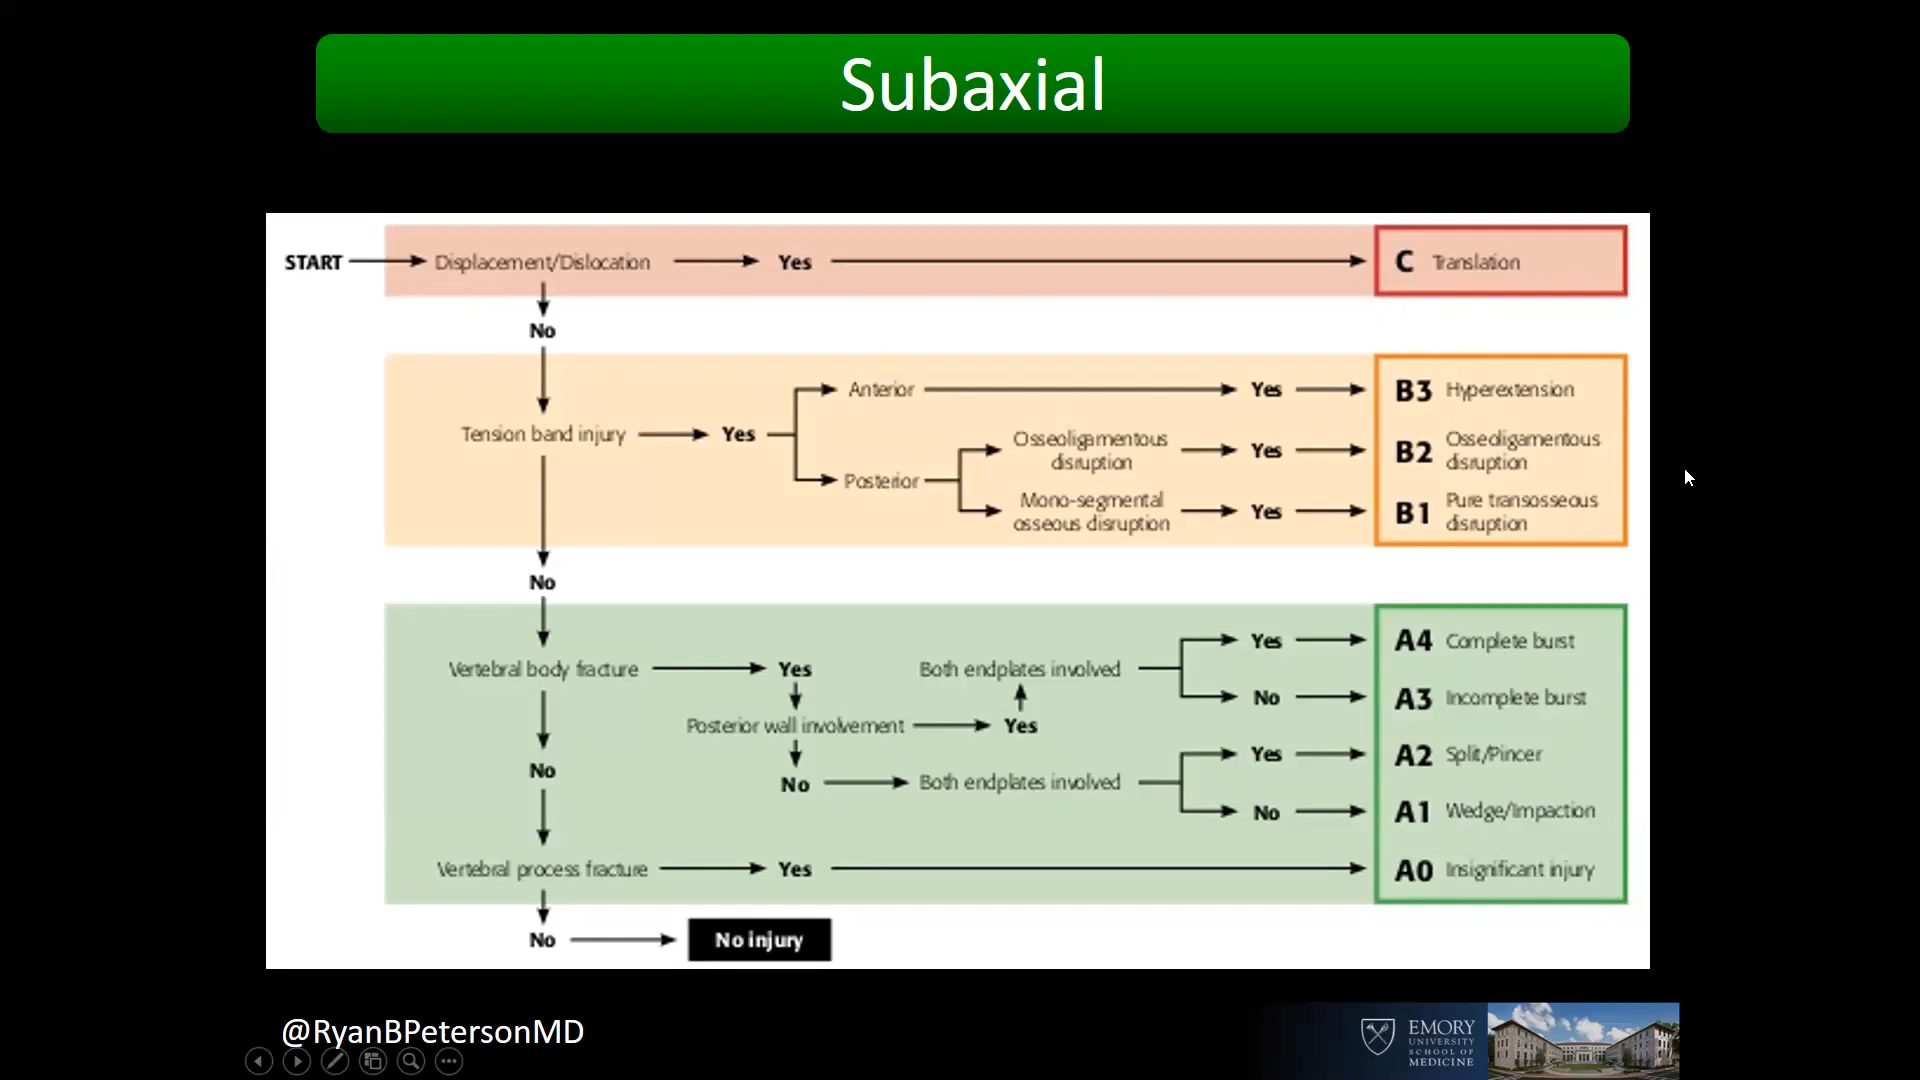 Subaxial
START Displacement/Dislocation Yes C Translation
No
Anterior Yes B3 Hyperextension
Tension band injury Yes
Osseoligamentous disruption Yes B2 Osseoligamentous disruption
Posterior
Mono-segmental osseous disruption Yes B1 Pure transosseous disruption
No
Yes A4 Complete burst
Vertebral body fracture Yes Both endplates involved
No A3 Incomplete burst
Posterior wall involvement Yes
Yes A2 Split/Pincer
No
No Both endplates involved
No A1 Wedge/Impaction
Vertebral process fracture Yes A0 Insignificant injury
No No injury
@RyanBPetersonMD
EMORY
UNIVERSITY
SCHOOL OF
MEDICINE